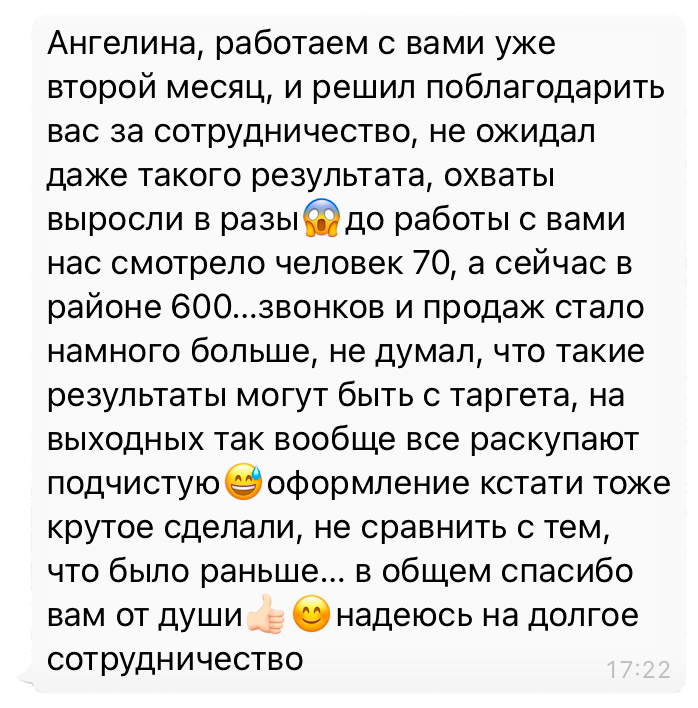 Ангелина, работаем с вами уже
второй месяц, и решил поблагодарить
вас за сотрудничество, не ожидал
даже такого результата, охваты
выросли в разы😱до работы с вами
нас смотрело человек 70, а сейчас в
районе 600...звонков и продаж стало
намного больше, не думал, что такие
результаты могут быть с таргета, на
выходных так вообще все раскупают
подчистую😅оформление кстати тоже
крутое сделали, не сравнить с тем,
что было раньше... в общем спасибо
вам от души👍🏻😊надеюсь на долгое
сотрудничество
17:22